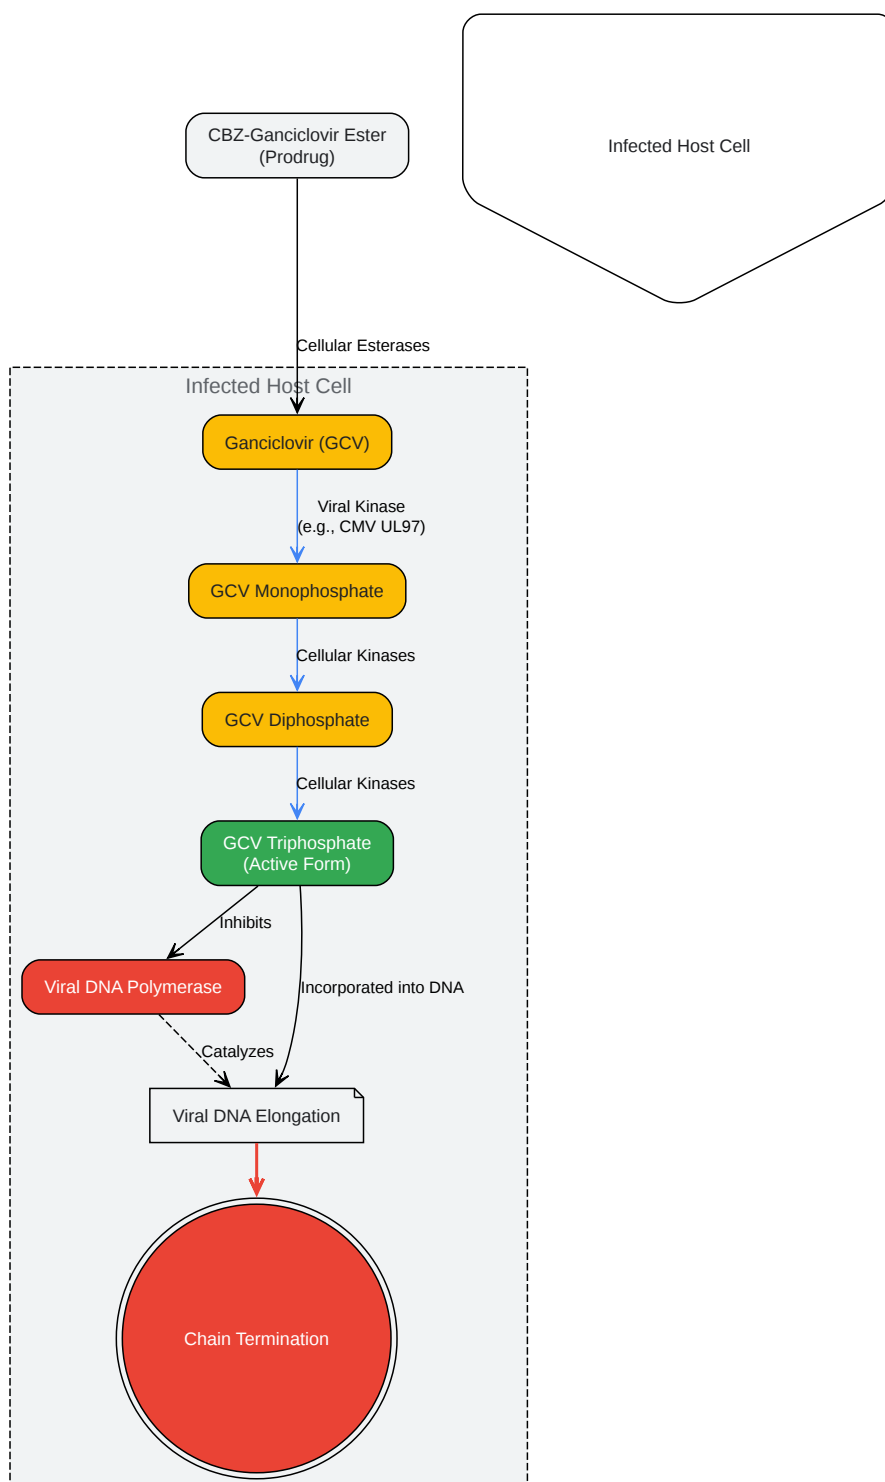 CBZ-Ganciclovir Ester
(Prodrug)
Infected Host Cell
Cellular Esterases
Infected Host Cell
Ganciclovir (GCV)
Viral Kinase
(e.g., CMV UL97)
GCV Monophosphate
Cellular Kinases
GCV Diphosphate
Cellular Kinases
GCV Triphosphate
(Active Form)
Inhibits
Viral DNA Polymerase
Incorporated into DNA
Catalyzes
Viral DNA Elongation
Chain Termination